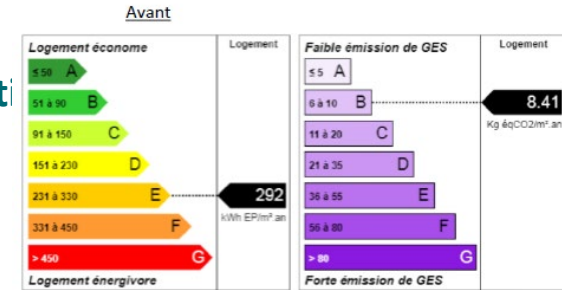 Avant
Logement économe
Logement
≤ 50 A
51 à 90 B
91 à 150 C
151 à 230 D
231 à 330 E
292
kWh EP/m².an
331 à 450 F
> 450 G
Logement énergivore
Faible émission de GES
Logement
≤ 5 A
6 à 10 B
8.41
Kg éqCO2/m².an
11 à 20 C
21 à 35 D
36 à 55 E
56 à 80 F
> 80 G
Forte émission de GES